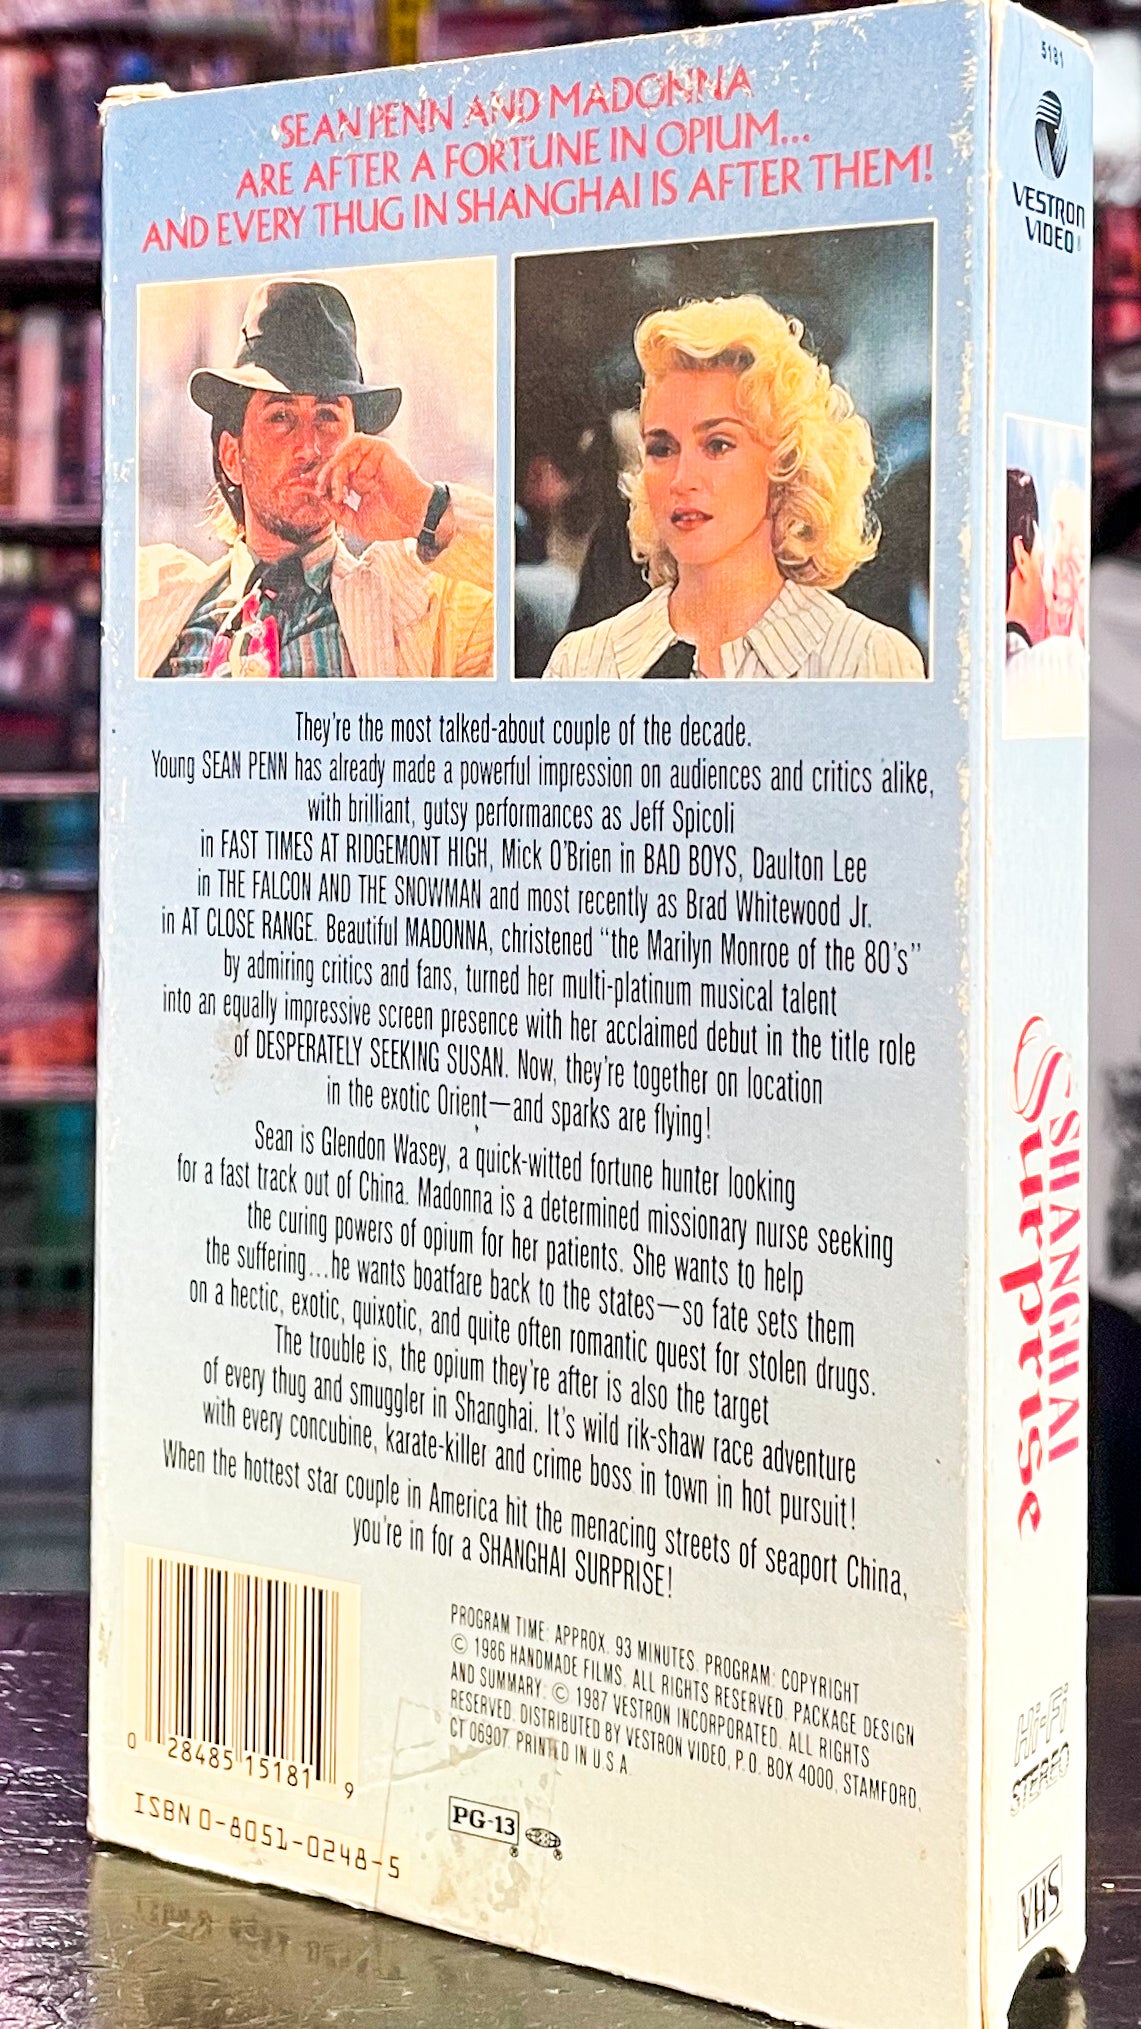 SEAN PENN AND MADONNA
ARE AFTER A FORTUNE IN OPIUM...
AND EVERY THUG IN SHANGHAI IS AFTER THEM!
They're the most talked-about couple of the decade.
Young SEAN PENN has already made a powerful impression on audiences and critics alike,
with brilliant, gutsy performances as Jeff Spicoli
in FAST TIMES AT RIDGEMONT HIGH, Mick O'Brien in BAD BOYS, Daulton Lee
in THE FALCON AND THE SNOWMAN and most recently as Brad Whitewood Jr.
in AT CLOSE RANGE. Beautiful MADONNA, christened "the Marilyn Monroe of the 80's"
by admiring critics and fans, turned her multi-platinum musical talent
into an equally impressive screen presence with her acclaimed debut in the title role
of DESPERATELY SEEKING SUSAN. Now, they're together on location
in the exotic Orient—and sparks are flying!
Sean is Glendon Wasey, a quick-witted fortune hunter looking
for a fast track out of China. Madonna is a determined missionary nurse seeking
the curing powers of opium for her patients. She wants to help
the suffering...he wants boatfare back to the states—so fate sets them
on a hectic, exotic, quixotic, and quite often romantic quest for stolen drugs.
The trouble is, the opium they're after is also the target
of every thug and smuggler in Shanghai. It's wild rik-shaw race adventure
with every concubine, karate-killer and crime boss in town in hot pursuit!
When the hottest star couple in America hit the menacing streets of seaport China,
you're in for a SHANGHAI SURPRISE!
PROGRAM TIME: APPROX. 93 MINUTES. PROGRAM: COPYRIGHT
© 1986 HANDMADE FILMS. ALL RIGHTS RESERVED. PACKAGE DESIGN
AND SUMMARY: © 1987 VESTRON INCORPORATED. ALL RIGHTS
RESERVED. DISTRIBUTED BY VESTRON VIDEO, P.O. BOX 4000, STAMFORD,
CT 06907. PRINTED IN U.S.A.
0 28485 15181 9
ISBN 0-8051-0248-5
PG-13
5181
VESTRON
VIDEO
SHANGHAI
Surprise
Hi-Fi
STEREO
VHS